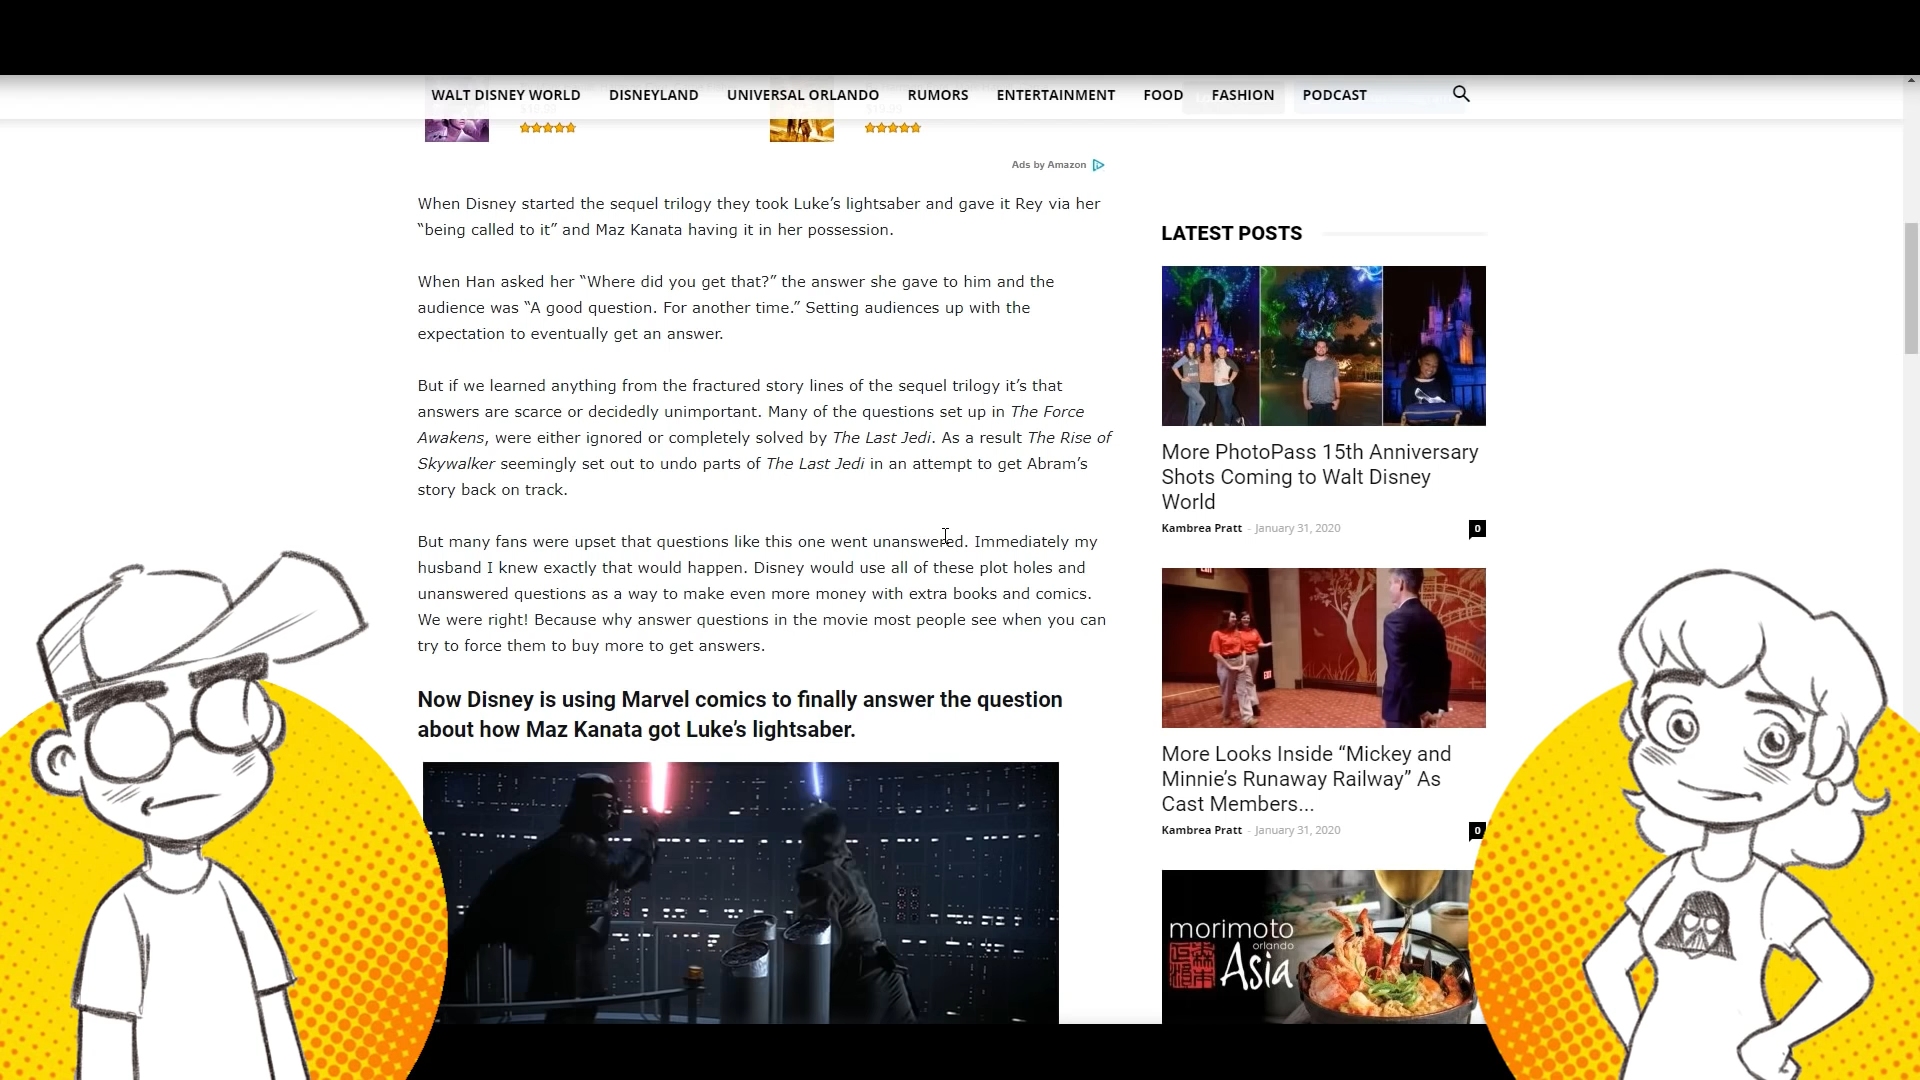 WALT DISNEY WORLD DISNEYLAND UNIVERSAL ORLANDO RUMORS ENTERTAINMENT FOOD FASHION PODCAST
Ads by Amazon
When Disney started the sequel trilogy they took Luke’s lightsaber and gave it Rey via her
“being called to it” and Maz Kanata having it in her possession.
When Han asked her “Where did you get that?” the answer she gave to him and the
audience was “A good question. For another time.” Setting audiences up with the
expectation to eventually get an answer.
But if we learned anything from the fractured story lines of the sequel trilogy it’s that
answers are scarce or decidedly unimportant. Many of the questions set up in The Force
Awakens, were either ignored or completely solved by The Last Jedi. As a result The Rise of
Skywalker seemingly set out to undo parts of The Last Jedi in an attempt to get Abram’s
story back on track.
But many fans were upset that questions like this one went unanswered. Immediately my
husband I knew exactly that would happen. Disney would use all of these plot holes and
unanswered questions as a way to make even more money with extra books and comics.
We were right! Because why answer questions in the movie most people see when you can
try to force them to buy more to get answers.
Now Disney is using Marvel comics to finally answer the question
about how Maz Kanata got Luke’s lightsaber.
LATEST POSTS
More PhotoPass 15th Anniversary
Shots Coming to Walt Disney
World
Kambrea Pratt - January 31, 2020
0
EXIT
More Looks Inside “Mickey and
Minnie’s Runaway Railway” As
Cast Members...
Kambrea Pratt - January 31, 2020
0
morimoto
orlando
Asia